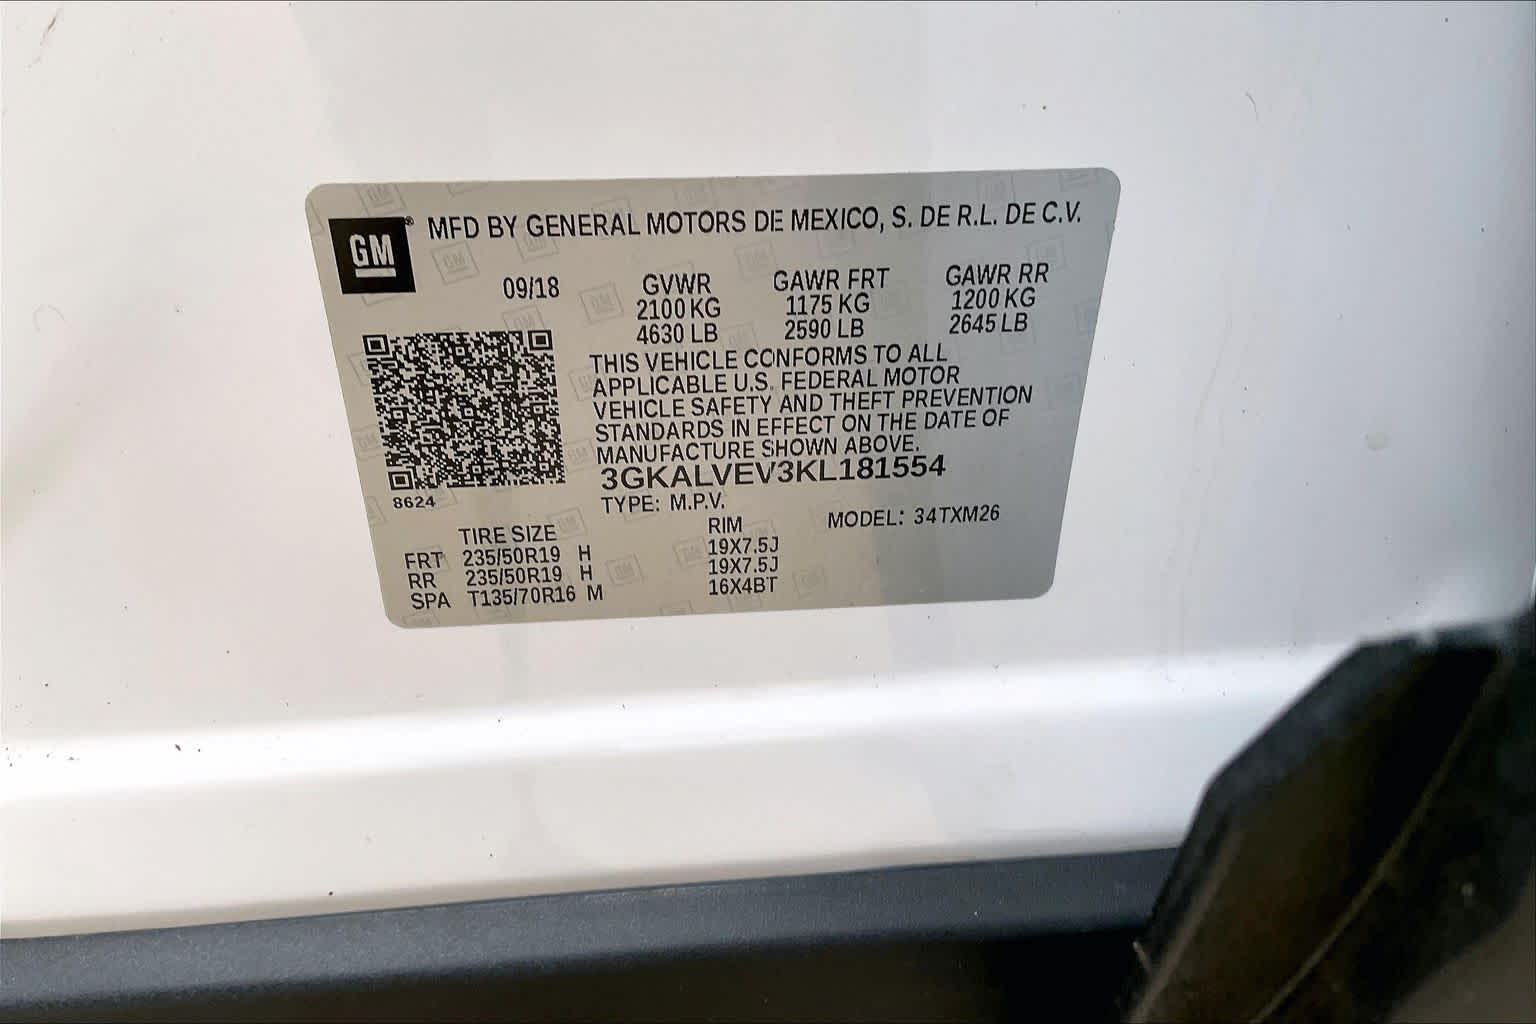 GM® MFD BY GENERAL MOTORS DE MEXICO, S. DE R.L. DE C.V.
09/18 GVWR GAWR FRT GAWR RR
2100 KG 1175 KG 1200 KG
4630 LB 2590 LB 2645 LB
THIS VEHICLE CONFORMS TO ALL
APPLICABLE U.S. FEDERAL MOTOR
VEHICLE SAFETY AND THEFT PREVENTION
STANDARDS IN EFFECT ON THE DATE OF
MANUFACTURE SHOWN ABOVE.
3GKALVEV3KL181554
8624
TYPE: M.P.V. MODEL: 34TXM26
TIRE SIZE RIM
FRT 235/50R19 H 19X7.5J
RR 235/50R19 H 19X7.5J
SPA T135/70R16 M 16X4BT